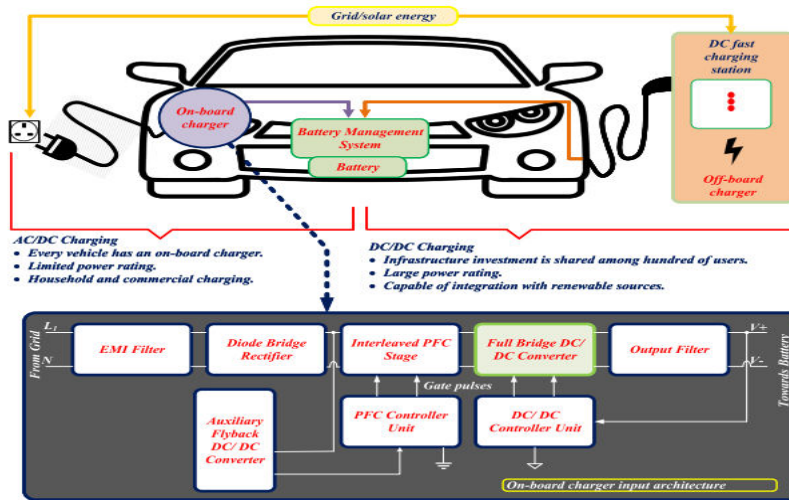 Grid/solar energy
DC fast
charging
station
On-board
charger
Battery Management
System
Battery
Off-board
charger
AC/DC Charging
• Every vehicle has an on-board charger.
• Limited power rating.
• Household and commercial charging.
DC/DC Charging
• Infrastructure investment is shared among hundred of users.
• Large power rating.
• Capable of integration with renewable sources.
From Grid
L1
N
EMI Filter
Diode Bridge
Rectifier
Interleaved PFC
Stage
Full Bridge DC/
DC Converter
Output Filter
V+
V-
Towards Battery
Gate pulses
Auxiliary
Flyback
DC/ DC
Converter
PFC Controller
Unit
DC/ DC
Controller Unit
On-board charger input architecture